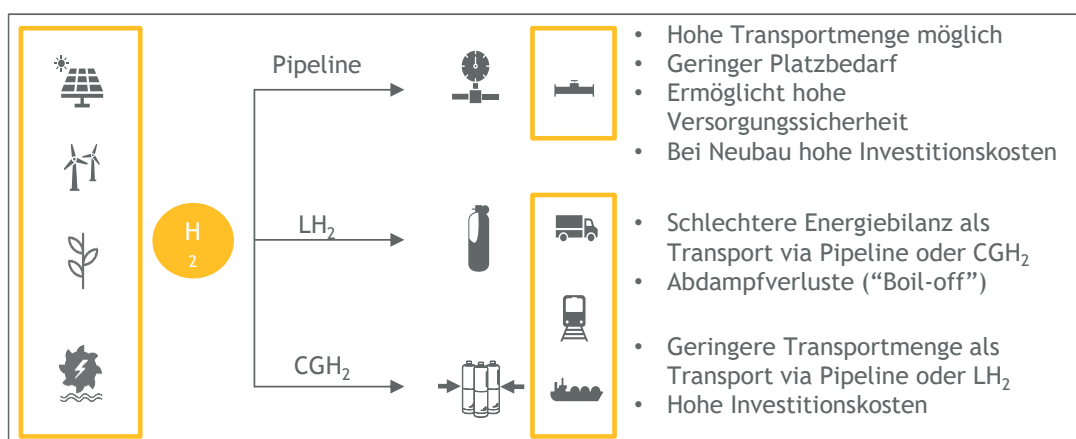 Pipeline
• Hohe Transportmenge möglich
• Geringer Platzbedarf
• Ermöglicht hohe
Versorgungssicherheit
• Bei Neubau hohe Investitionskosten
H
2
LH₂
• Schlechtere Energiebilanz als
Transport via Pipeline oder CGH₂
• Abdampfverluste (“Boil-off”)
CGH₂
• Geringere Transportmenge als
Transport via Pipeline oder LH₂
• Hohe Investitionskosten